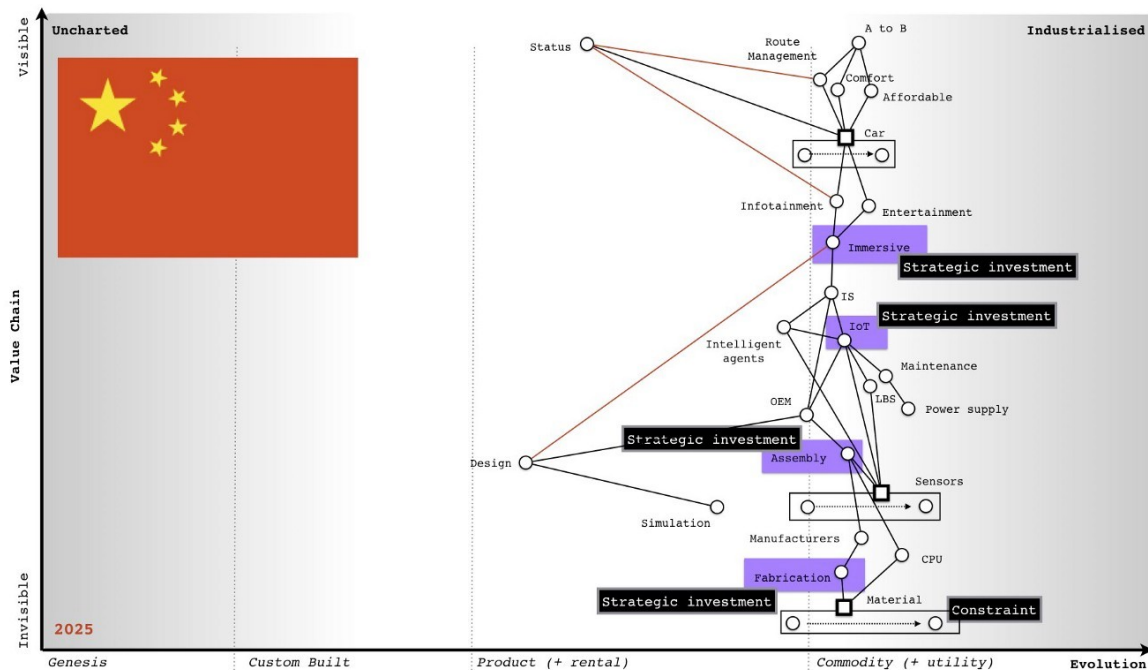 Uncharted
Industrialised
Visible
Value Chain
Invisible
Status
A to B
Route
Management
Comfort
Affordable
Car
Infotainment
Entertainment
Immersive
Strategic investment
IS
Strategic investment
IoT
Intelligent
agents
Maintenance
LBS
Power supply
OEM
Strategic investment
Design
Assembly
Sensors
Simulation
Manufacturers
CPU
Fabrication
Strategic investment
Material
Constraint
2025
Genesis
Custom Built
Product (+ rental)
Commodity (+ utility)
Evolution